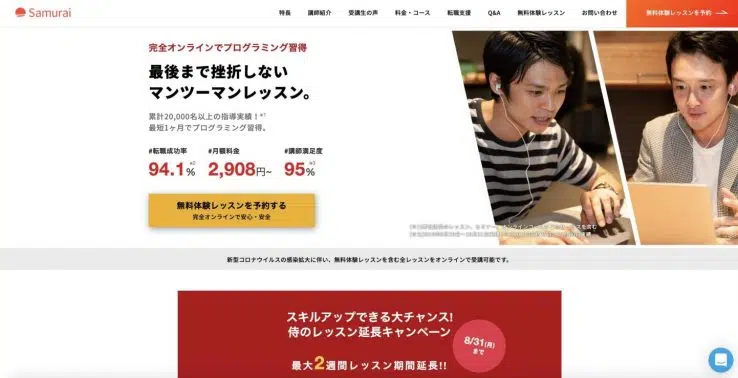 Samurai
特長 講師紹介 受講生の声 料金・コース 転職支援 Q&A 無料体験レッスン お問い合わせ 無料体験レッスンを予約
完全オンラインでプログラミング習得
最後まで挫折しない
マンツーマンレッスン。
累計20,000名以上の指導実績！※1
最短1ヶ月でプログラミング習得。
#転職成功率 #月額料金 #講師満足度
94.1%※2 2,908円~ 95%※3
無料体験レッスンを予約する
完全オンラインで安心・安全
新型コロナウイルスの感染拡大に伴い、無料体験レッスンを含む全レッスンをオンラインで受講可能です。
スキルアップできる大チャンス!
侍のレッスン延長キャンペーン
8/31(月)
まで
最大2週間レッスン期間延長!!